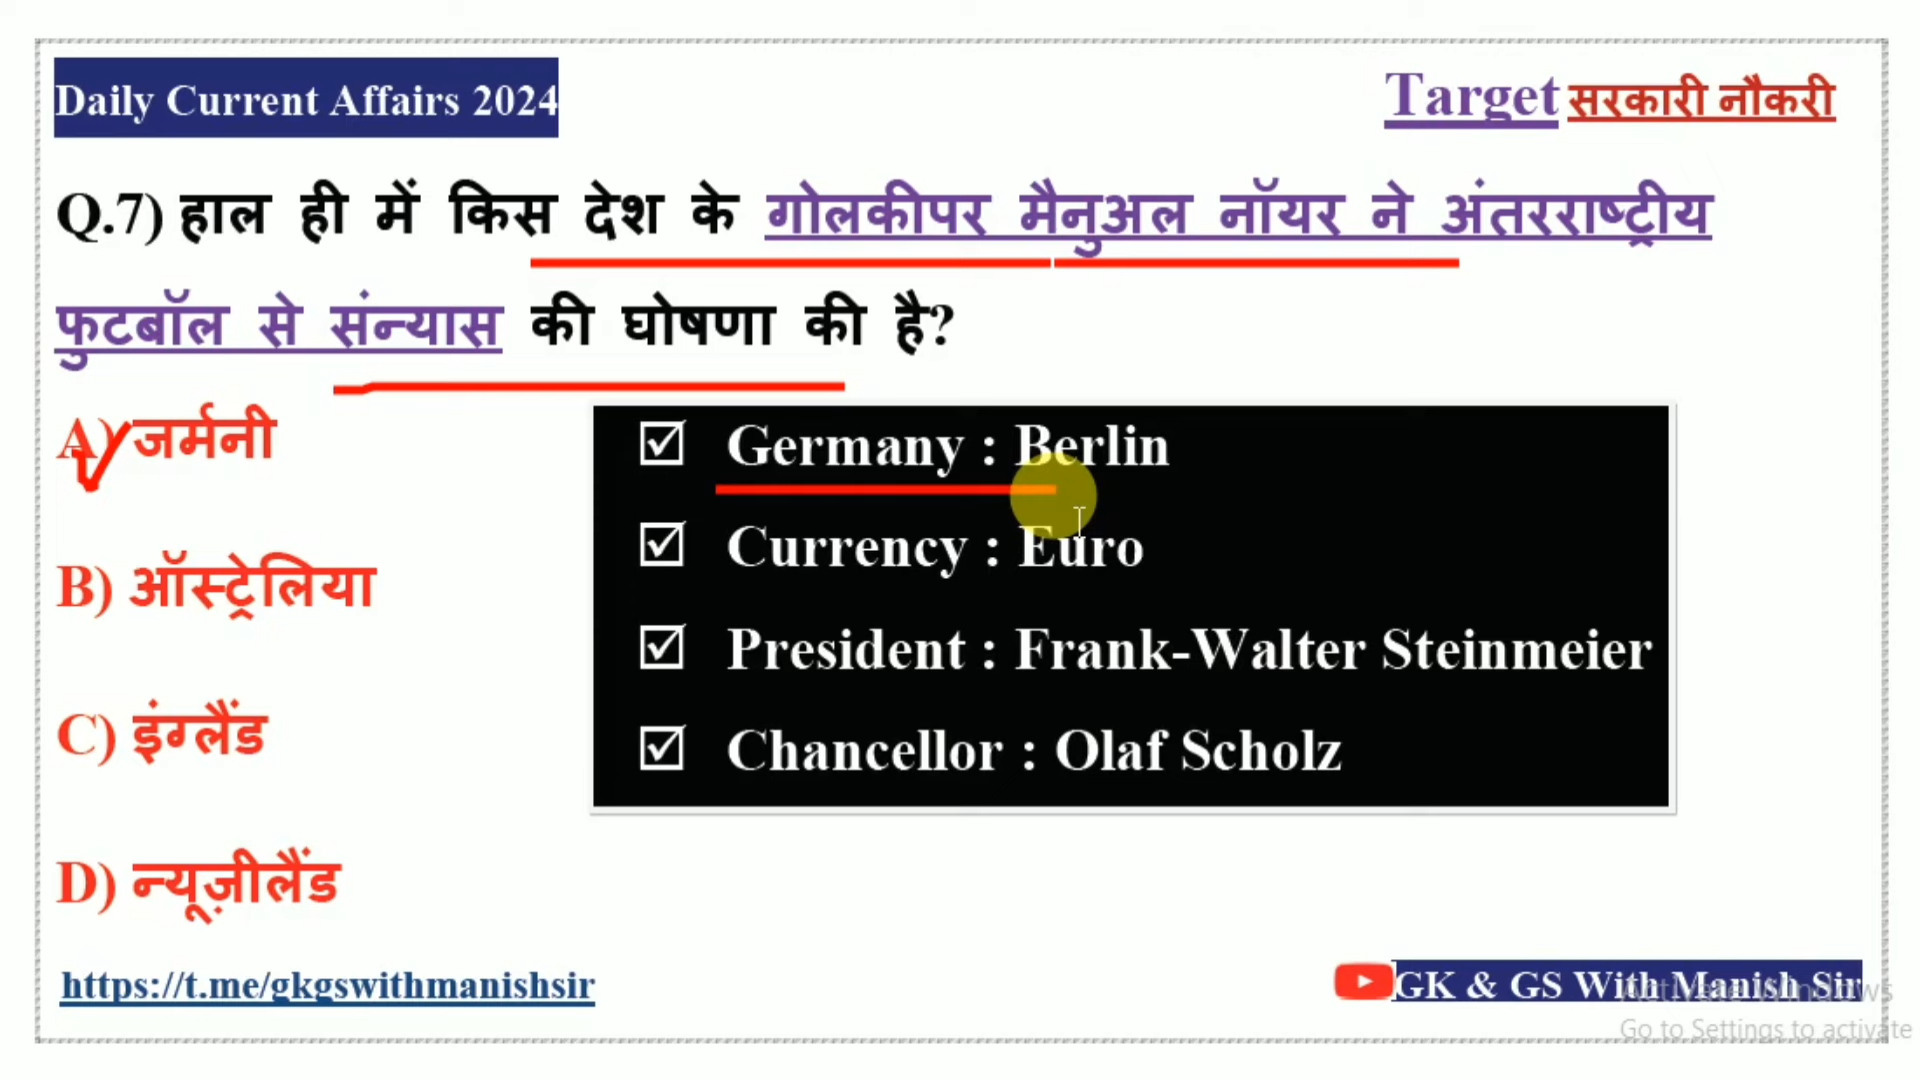 Daily Current Affairs 2024
Target सरकारी नौकरी
Q.7) हाल ही में किस देश के गोलकीपर मैनुअल नॉयर ने अंतरराष्ट्रीय
फुटबॉल से संन्यास की घोषणा की है?
A) जर्मनी
B) ऑस्ट्रेलिया
C) इंग्लैंड
D) न्यूज़ीलैंड
Germany : Berlin
Currency : Euro
President : Frank-Walter Steinmeier
Chancellor : Olaf Scholz
https://t.me/gkgswithmanishsir
GK & GS With Manish Sir
Activate Windows
Go to Settings to activate